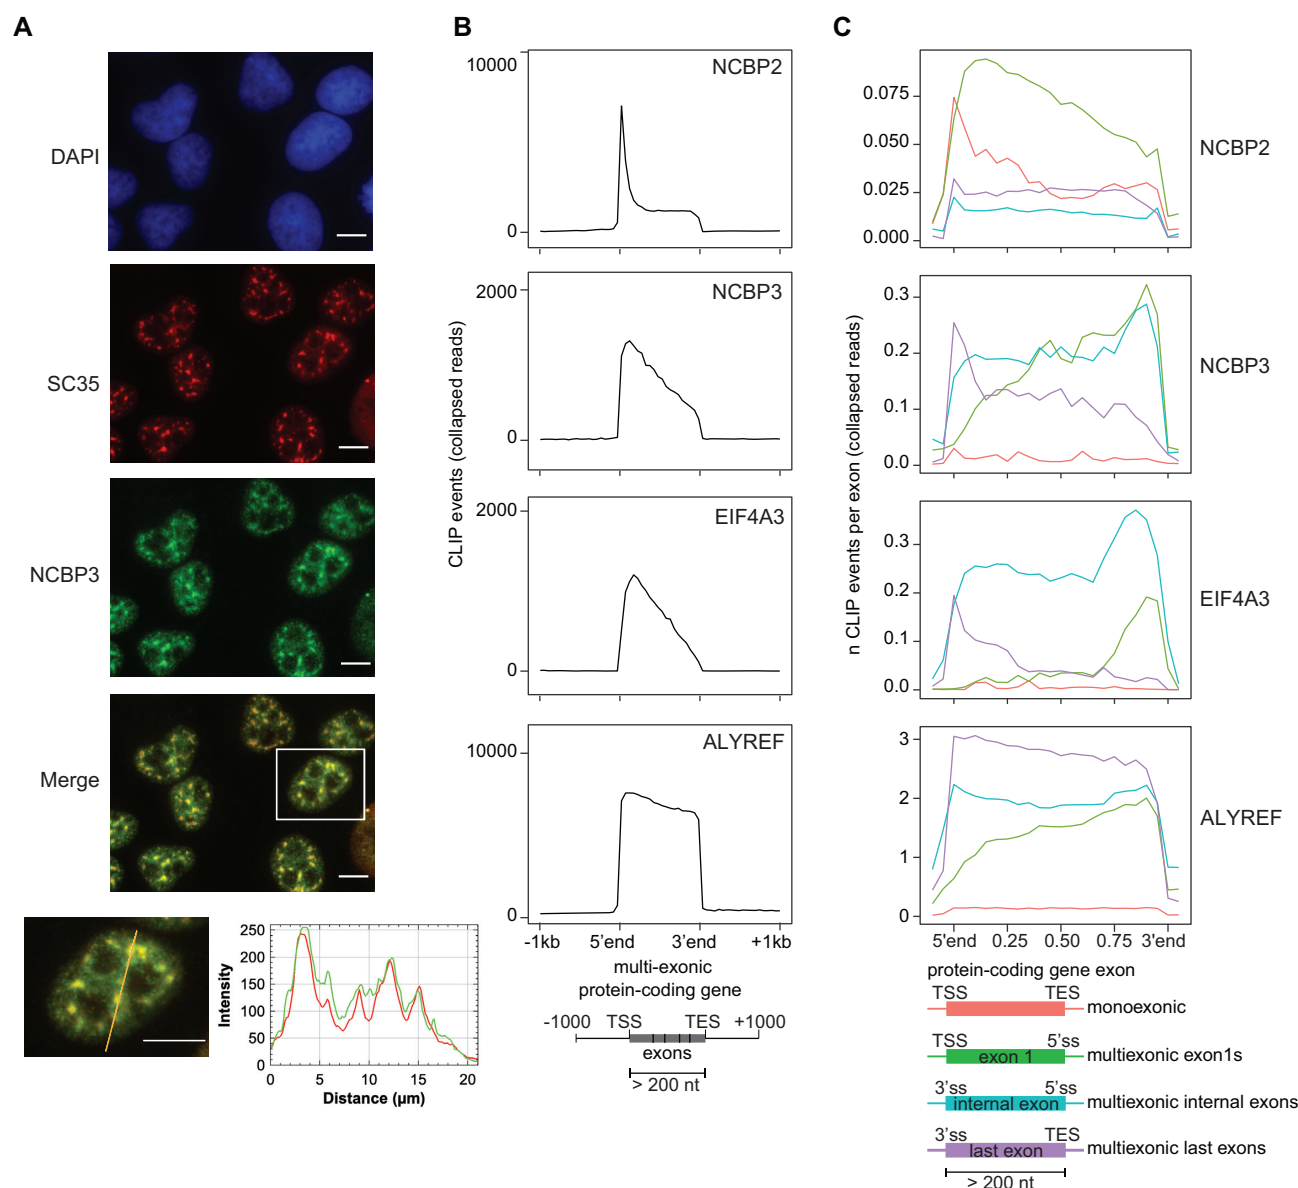 A
B
C
DAPI
SC35
NCBP3
Merge
250
200
150
100
50
0
Intensity
0
5
10
15
20
Distance (µm)
CLIP events (collapsed reads)
10000
0
NCBP2
2000
0
NCBP3
2000
0
EIF4A3
10000
0
ALYREF
-1kb
5'end
3'end
+1kb
multi-exonic
protein-coding gene
-1000
TSS
TES
+1000
exons
> 200 nt
n CLIP events per exon (collapsed reads)
0.075
0.050
0.025
0.000
NCBP2
0.3
0.2
0.1
0.0
NCBP3
0.3
0.2
0.1
0.0
EIF4A3
3
2
1
0
ALYREF
5'end
0.25
0.50
0.75
3'end
protein-coding gene exon
TSS
TES
monoexonic
TSS
5'ss
exon 1
multiexonic exon1s
3'ss
5'ss
internal exon
multiexonic internal exons
3'ss
TES
last exon
multiexonic last exons
> 200 nt